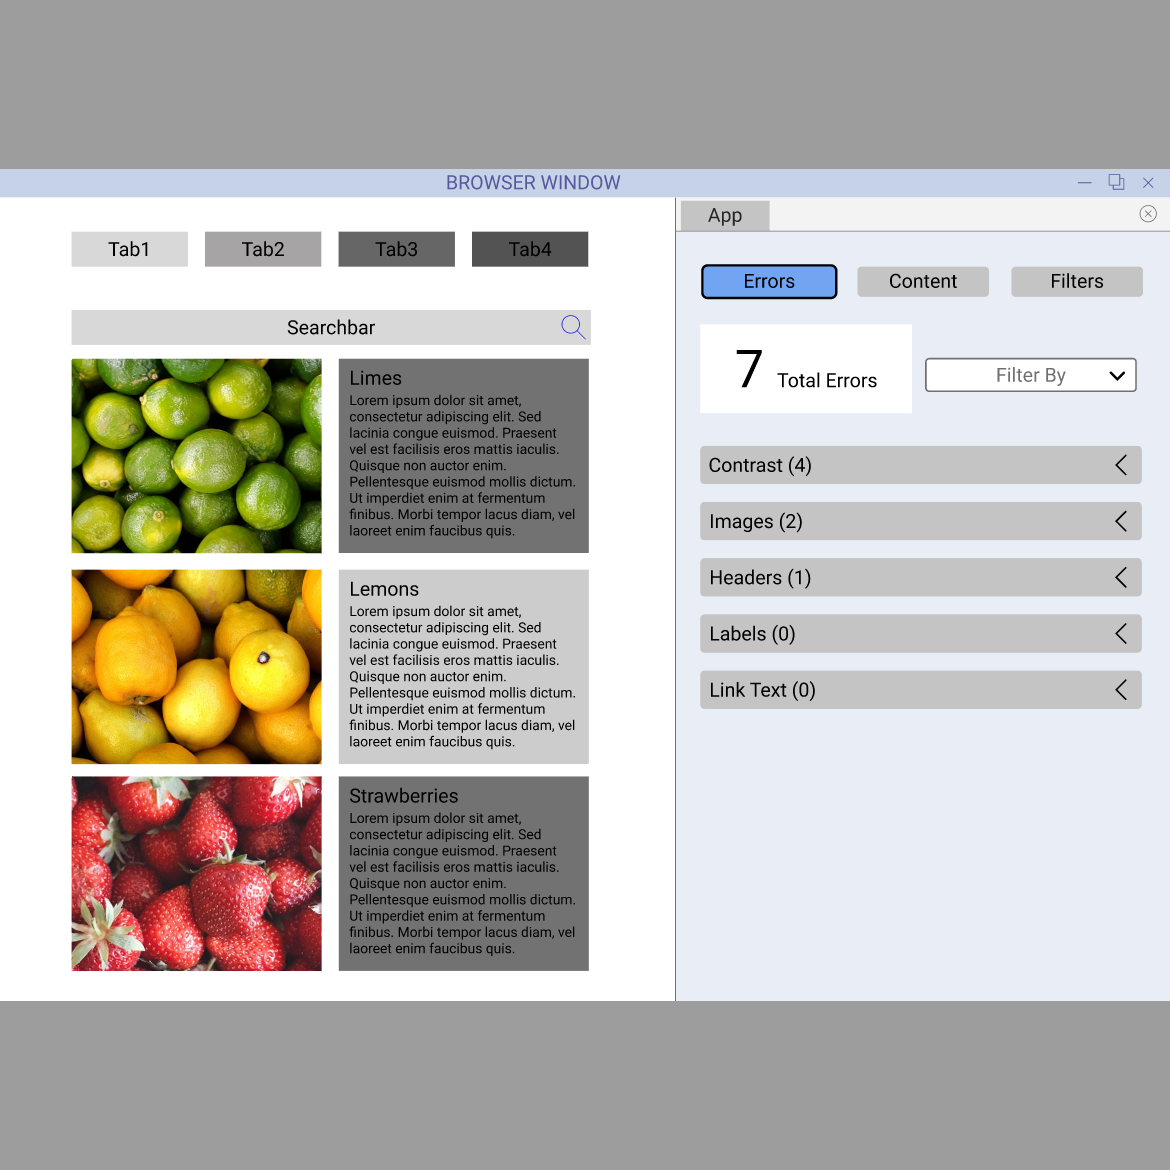 BROWSER WINDOW
Tab1
Tab2
Tab3
Tab4
Searchbar
Limes
Lorem ipsum dolor sit amet,
consectetur adipiscing elit. Sed
lacinia congue euismod. Praesent
vel est facilisis eros mattis iaculis.
Quisque non auctor enim.
Pellentesque euismod mollis dictum.
Ut imperdiet enim at fermentum
finibus. Morbi tempor lacus diam, vel
laoreet enim faucibus quis.
Lemons
Lorem ipsum dolor sit amet,
consectetur adipiscing elit. Sed
lacinia congue euismod. Praesent
vel est facilisis eros mattis iaculis.
Quisque non auctor enim.
Pellentesque euismod mollis dictum.
Ut imperdiet enim at fermentum
finibus. Morbi tempor lacus diam, vel
laoreet enim faucibus quis.
Strawberries
Lorem ipsum dolor sit amet,
consectetur adipiscing elit. Sed
lacinia congue euismod. Praesent
vel est facilisis eros mattis iaculis.
Quisque non auctor enim.
Pellentesque euismod mollis dictum.
Ut imperdiet enim at fermentum
finibus. Morbi tempor lacus diam, vel
laoreet enim faucibus quis.
App
Errors
Content
Filters
7 Total Errors
Filter By
Contrast (4)
Images (2)
Headers (1)
Labels (0)
Link Text (0)